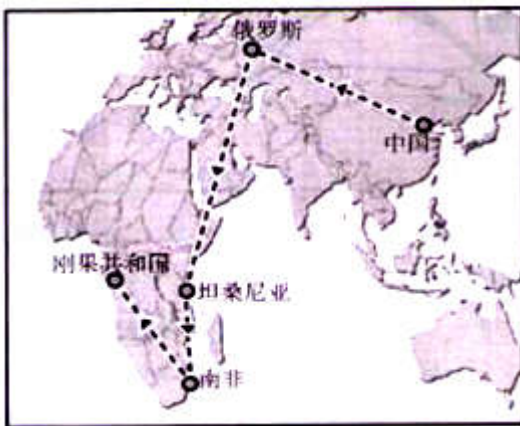 俄罗斯
中国
刚果共和国
坦桑尼亚
南非